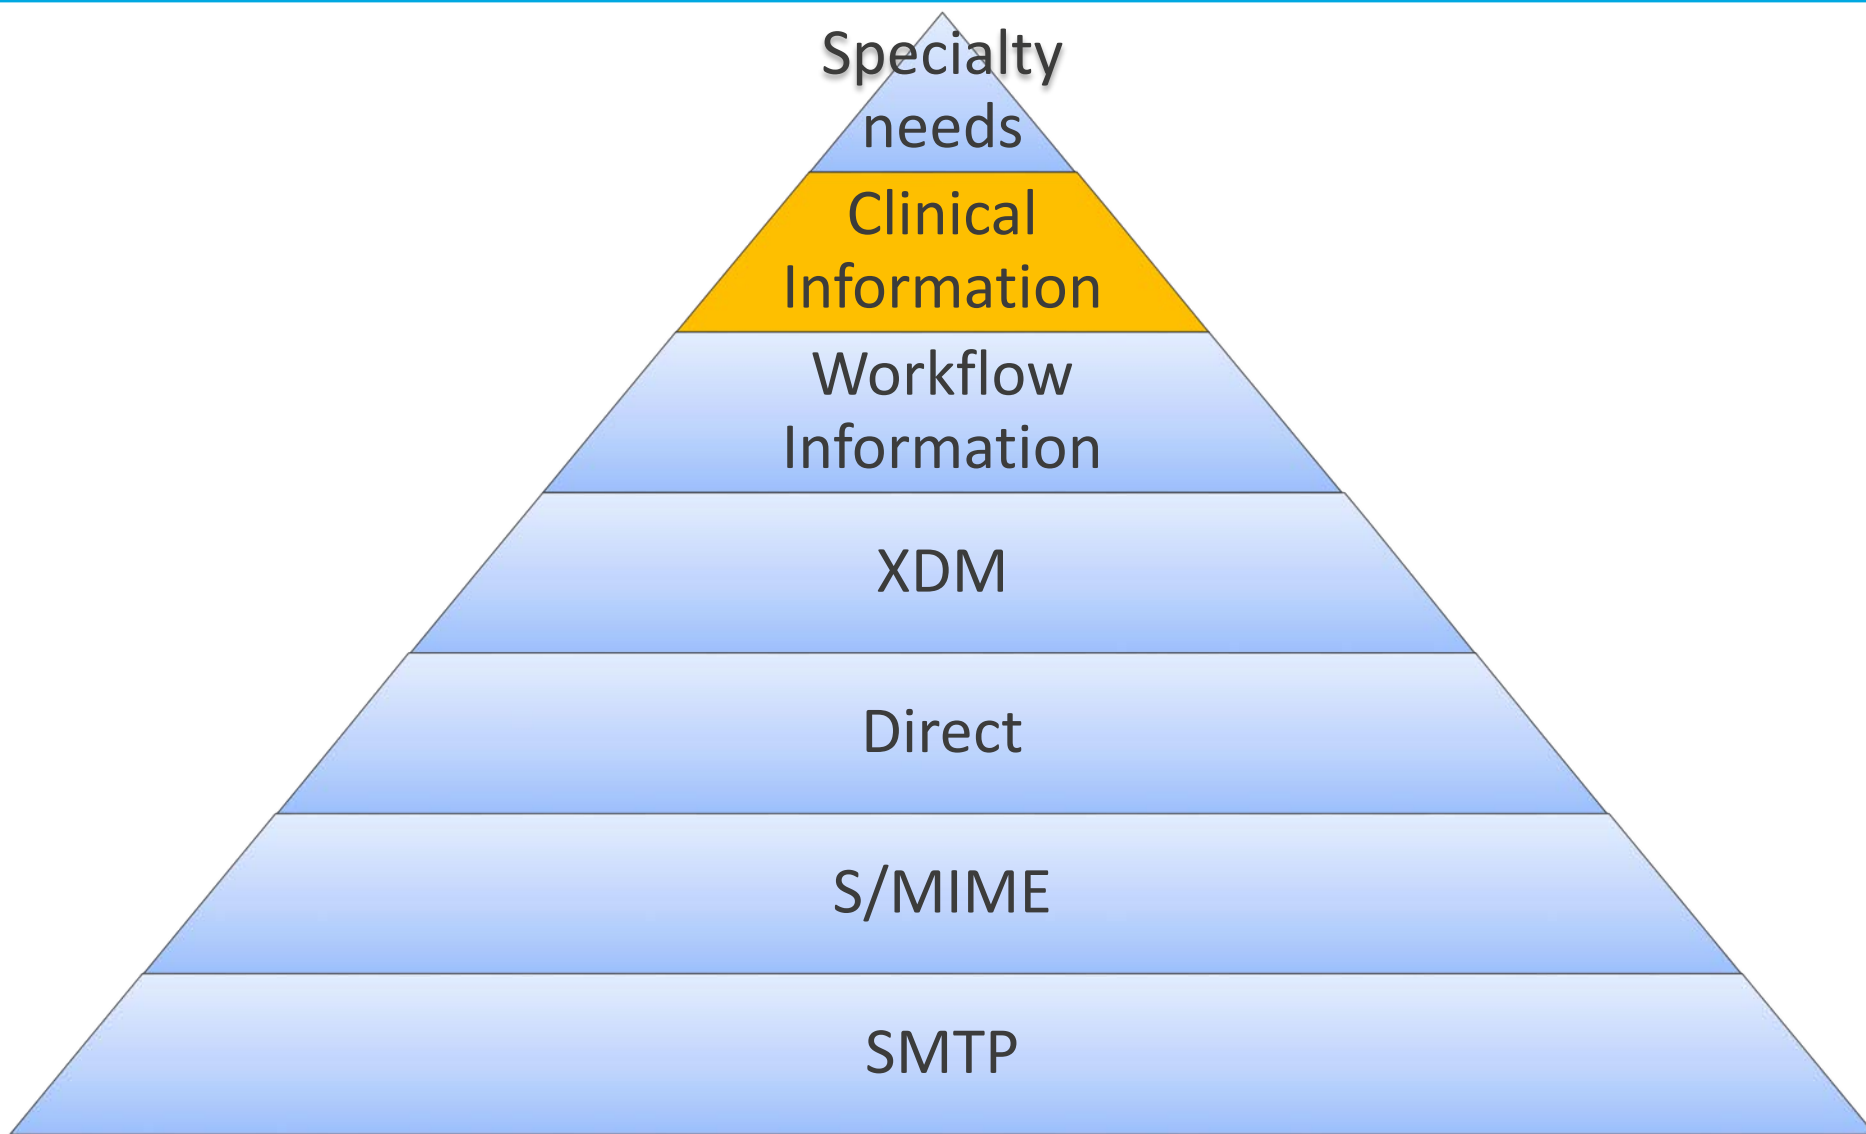 Specialty
needs
Clinical
Information
Workflow
Information
XDM
Direct
S/MIME
SMTP